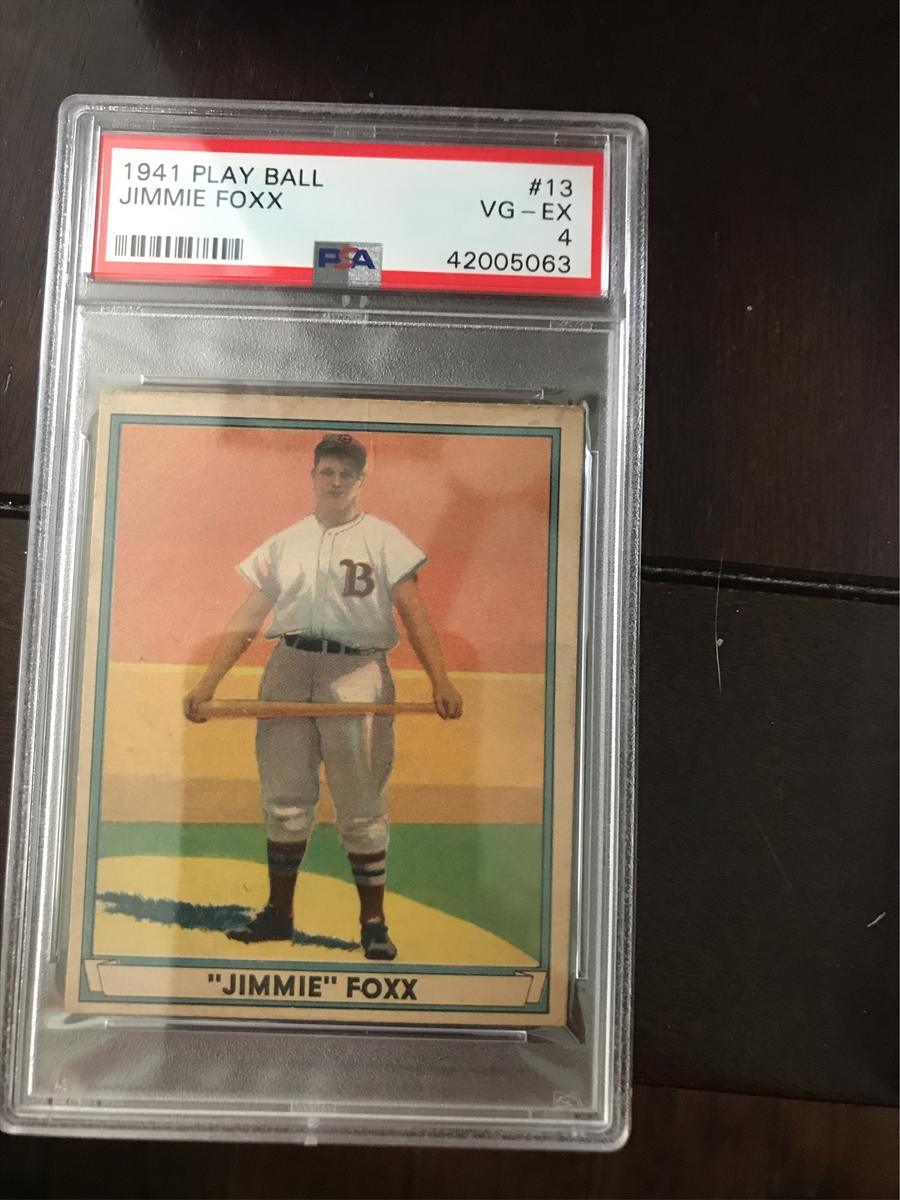 1941 PLAY BALL #13
JIMMIE FOXX VG-EX
4
PSA 42005063
B
B
"JIMMIE" FOXX